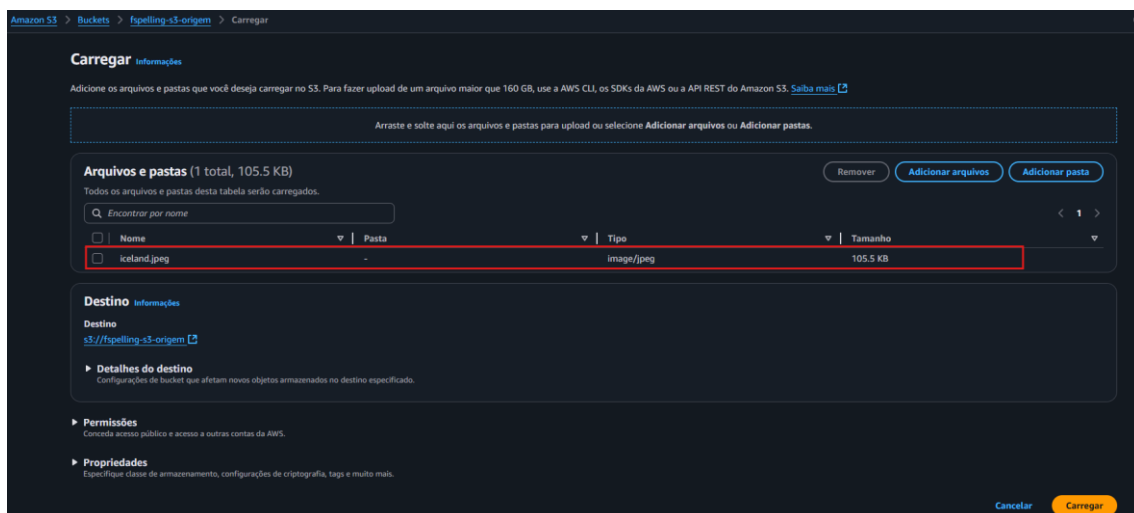 Amazon S3 > Buckets > fspelling-s3-origem > Carregar
Carregar Informações
Adicione os arquivos e pastas que você deseja carregar no S3. Para fazer upload de um arquivo maior que 160 GB, use a AWS CLI, os SDKs da AWS ou a API REST do Amazon S3. Saiba mais
Arraste e solte aqui os arquivos e pastas para upload ou selecione Adicionar arquivos ou Adicionar pastas.
Arquivos e pastas (1 total, 105.5 KB)
Remover Adicionar arquivos Adicionar pasta
Todos os arquivos e pastas desta tabela serão carregados.
Encontrar por nome
< 1 >
Nome Pasta Tipo Tamanho
iceland.jpeg - image/jpeg 105.5 KB
Destino Informações
Destino
s3://fspelling-s3-origem
Detalhes do destino
Configurações de bucket que afetam novos objetos armazenados no destino especificado.
Permissões
Conceda acesso público e acesso a outras contas da AWS.
Propriedades
Especifique classe de armazenamento, configurações de criptografia, tags e muito mais.
Cancelar Carregar